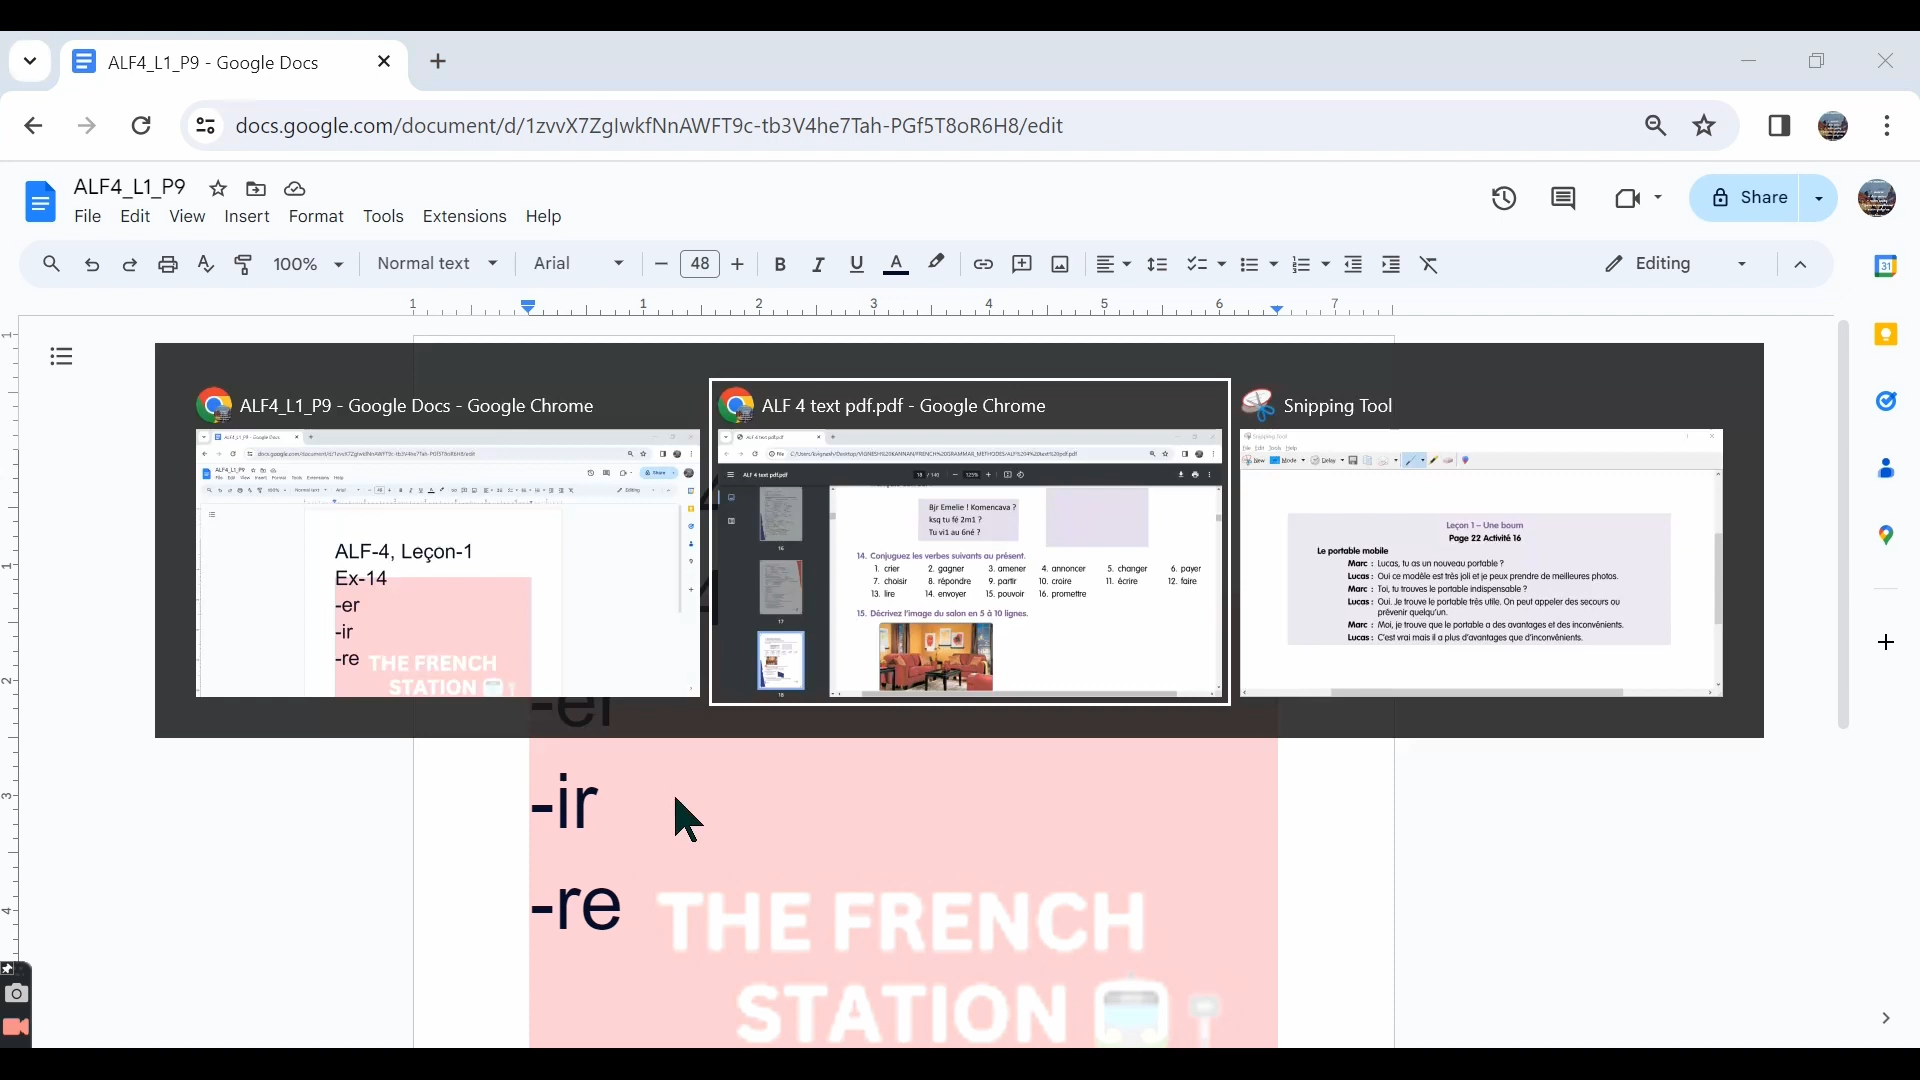 ALF4_L1_P9 - Google Docs
docs.google.com/document/d/1zvvX7ZgIwkfNnAWFT9c-tb3V4he7Tah-PGf5T8oR6H8/edit
ALF4_L1_P9
File Edit View Insert Format Tools Extensions Help
Share
100% Normal text Arial 48 Editing
1 1 2 3 4 5 6 7
ALF4_L1_P9 - Google Docs - Google Chrome
ALF-4, Leçon-1
Ex-14
-er
-ir
-re
THE FRENCH
STATION
ALF 4 text pdf.pdf - Google Chrome
Bjr Emelie ! Komencava ?
ksq tu fé 2m1 ?
Tu vi1 au 6né ?
14. Conjuguez les verbes suivants au présent.
1. crier 2. gagner 3. amener 4. annoncer 5. changer 6. payer
7. choisir 8. répondre 9. partir 10. croire 11. écrire 12. faire
13. lire 14. envoyer 15. pouvoir 16. promettre
15. Décrivez l'image du salon en 5 à 10 lignes.
Snipping Tool
Leçon 1 – Une boum
Page 22 Activité 16
Le portable mobile
Marc : Lucas, tu as un nouveau portable ?
Lucas: Oui ce modèle est très joli et je peux prendre de meilleures photos.
Marc : Toi, tu trouves le portable indispensable ?
Lucas: Oui. Je trouve le portable très utile. On peut appeler des secours ou
prévenir quelqu'un.
Marc : Moi, je trouve que le portable a des avantages et des inconvénients.
Lucas: C'est vrai mais il a plus d'avantages que d'inconvénients.
-er
-ir
-re
THE FRENCH
STATION